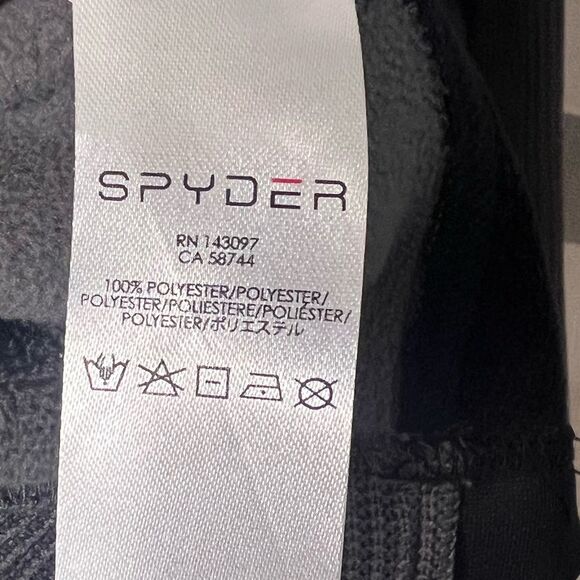 SPYDER
RN 143097
CA 58744
100% POLYESTER/POLYESTER/
POLYESTER/POLIESTERE/POLIÉSTER/
POLYESTER/ポリエステル